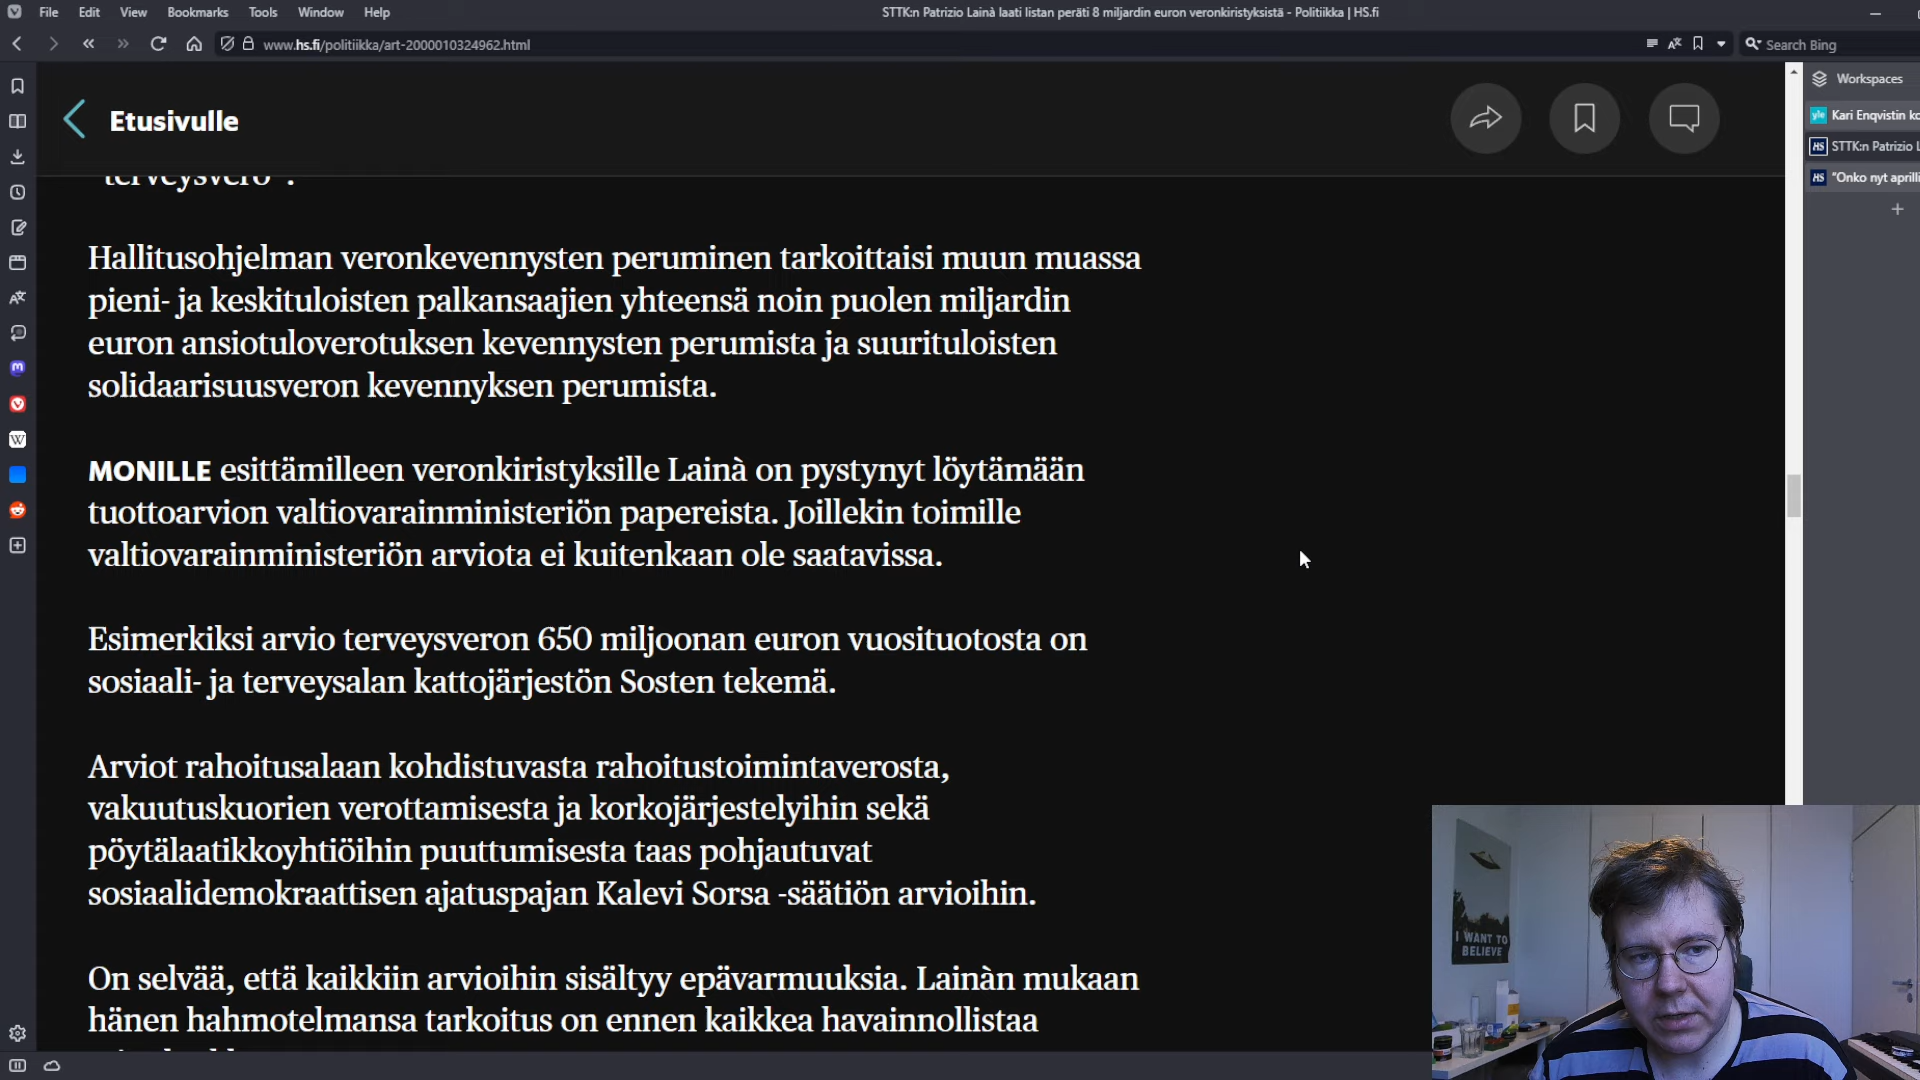 File Edit View Bookmarks Tools Window Help
STTK:n Patrizio Lainà laati listan peräti 8 miljardin euron veronkiristyksistä - Politiikka | HS.fi
www.hs.fi/politiikka/art-2000010324962.html
Search Bing
Workspaces
yle Kari Enqvistin ko
HS STTK:n Patrizio L
HS "Onko nyt aprilli
Etusivulle
"terveysvero".
Hallitusohjelman veronkevennysten peruminen tarkoittaisi muun muassa
pieni- ja keskituloisten palkansaajien yhteensä noin puolen miljardin
euron ansiotuloverotuksen kevennysten perumista ja suurituloisten
solidaarisuusveron kevennyksen perumista.
MONILLE esittämilleen veronkiristyksille Lainà on pystynyt löytämään
tuottoarvion valtiovarainministeriön papereista. Joillekin toimille
valtiovarainministeriön arviota ei kuitenkaan ole saatavissa.
Esimerkiksi arvio terveysveron 650 miljoonan euron vuosituotosta on
sosiaali- ja terveysalan kattojärjestön Sosten tekemä.
Arviot rahoitusalaan kohdistuvasta rahoitustoimintaverosta,
vakuutuskuorien verottamisesta ja korkojärjestelyihin sekä
pöytälaatikkoyhtiöihin puuttumisesta taas pohjautuvat
sosiaalidemokraattisen ajatuspajan Kalevi Sorsa -säätiön arvioihin.
On selvää, että kaikkiin arvioihin sisältyy epävarmuuksia. Lainàn mukaan
hänen hahmotelmansa tarkoitus on ennen kaikkea havainnollistaa
I WANT TO
BELIEVE